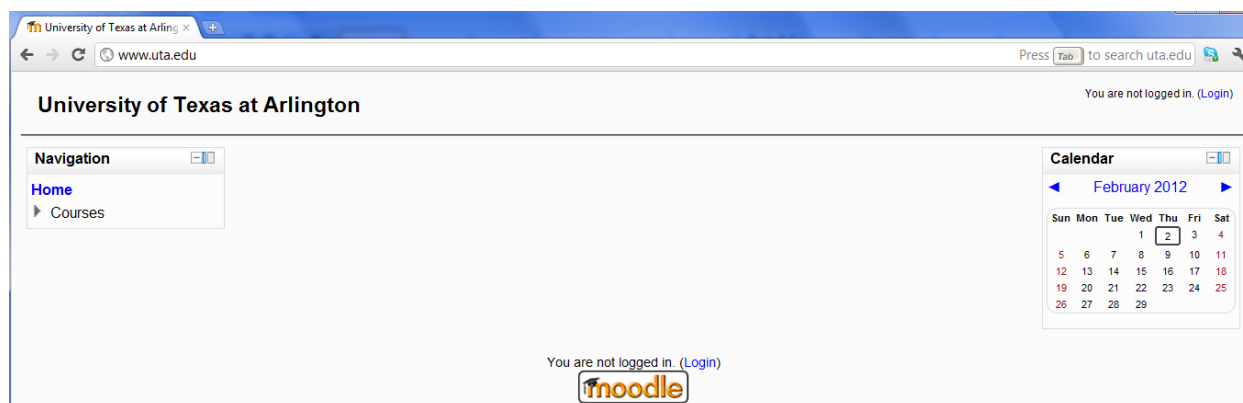 University of Texas at Arling
www.uta.edu
Press Tab to search uta.edu
University of Texas at Arlington
You are not logged in. (Login)
Navigation
Home
Courses
Calendar
February 2012
Sun Mon Tue Wed Thu Fri Sat
1 2 3 4
5 6 7 8 9 10 11
12 13 14 15 16 17 18
19 20 21 22 23 24 25
26 27 28 29
You are not logged in. (Login)
moodle